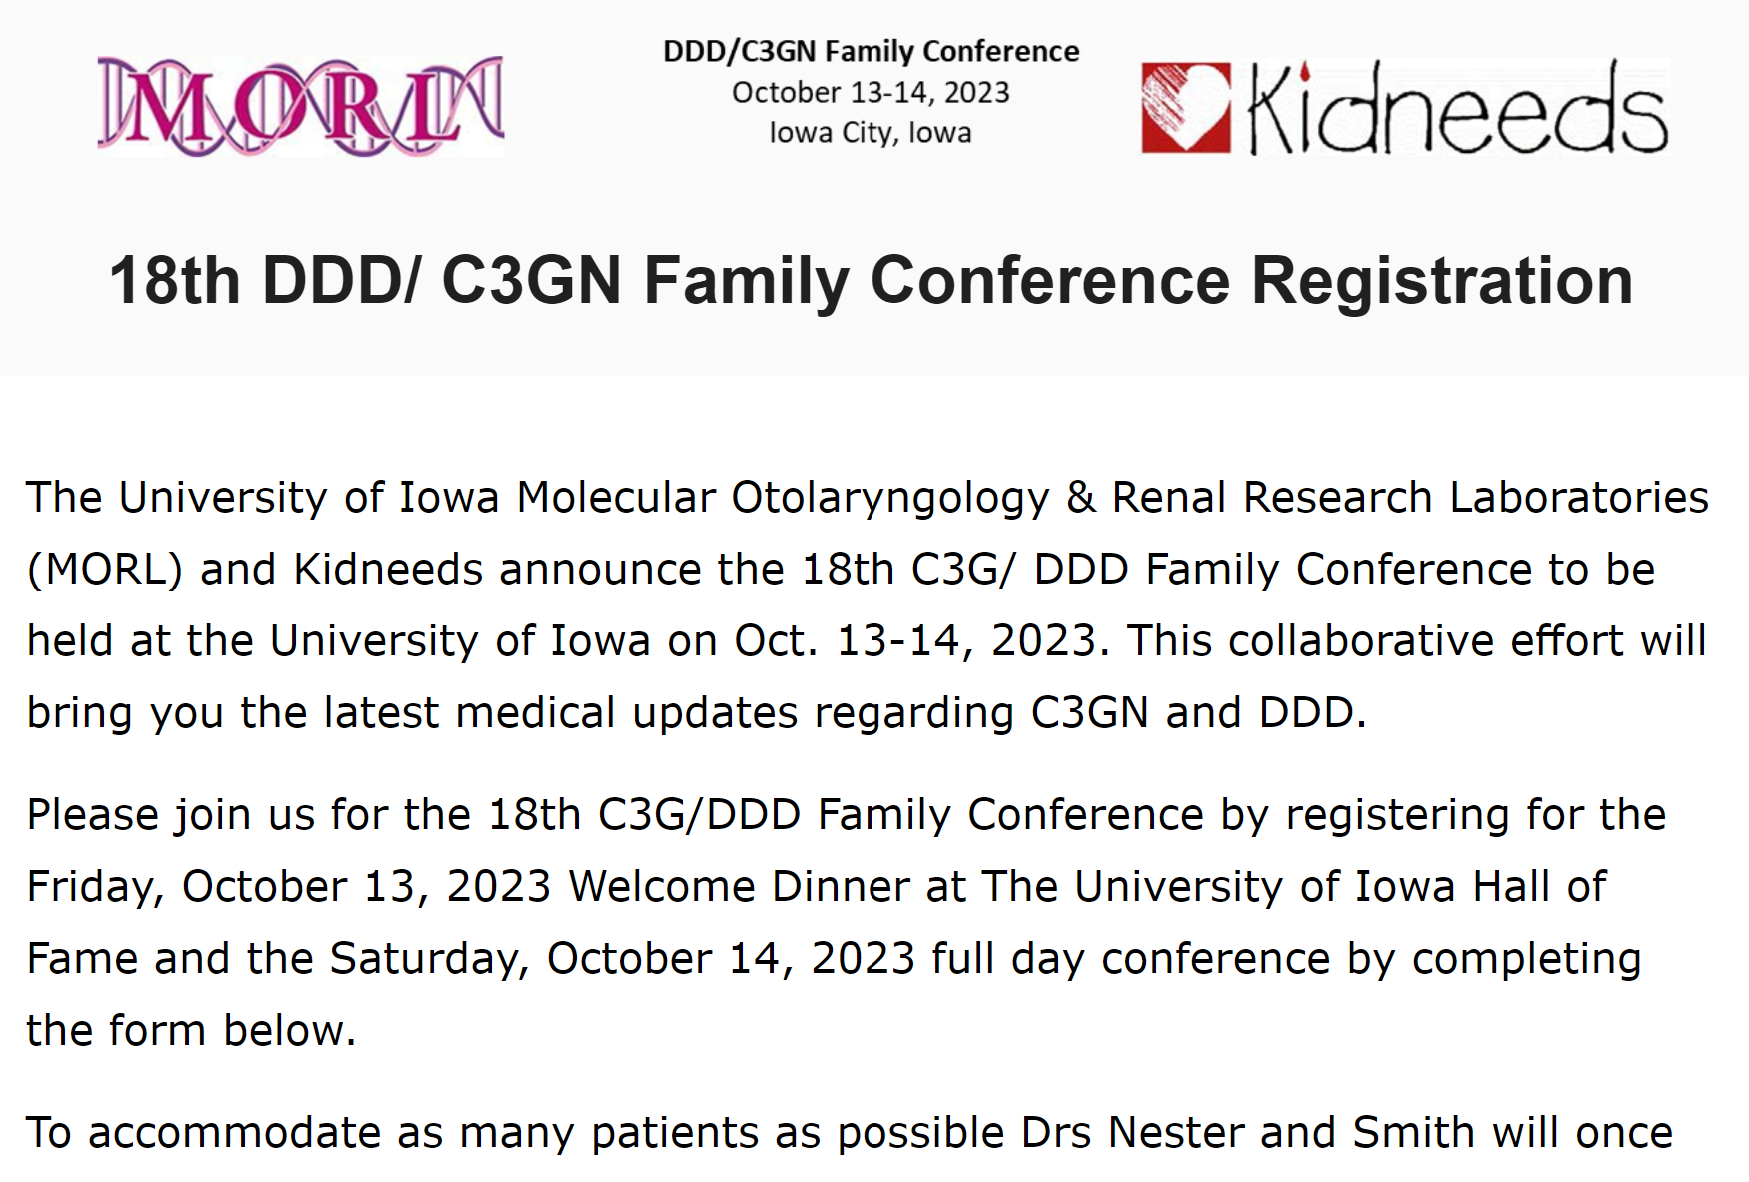 MORL
DDD/C3GN Family Conference
October 13-14, 2023
Iowa City, Iowa
Kidneeds
18th DDD/ C3GN Family Conference Registration
The University of Iowa Molecular Otolaryngology & Renal Research Laboratories
(MORL) and Kidneeds announce the 18th C3G/ DDD Family Conference to be
held at the University of Iowa on Oct. 13-14, 2023. This collaborative effort will
bring you the latest medical updates regarding C3GN and DDD.
Please join us for the 18th C3G/DDD Family Conference by registering for the
Friday, October 13, 2023 Welcome Dinner at The University of Iowa Hall of
Fame and the Saturday, October 14, 2023 full day conference by completing
the form below.
To accommodate as many patients as possible Drs Nester and Smith will once